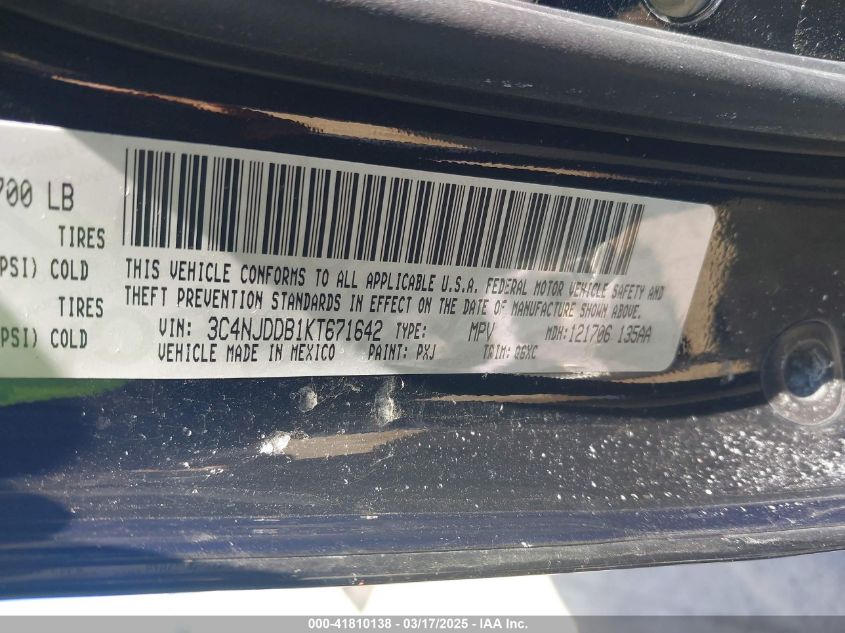 700 LB
TIRES
PSI) COLD
TIRES
PSI) COLD
THIS VEHICLE CONFORMS TO ALL APPLICABLE U.S.A. FEDERAL MOTOR VEHICLE SAFETY AND
THEFT PREVENTION STANDARDS IN EFFECT ON THE DATE OF MANUFACTURE SHOWN ABOVE.
VIN: 3C4NJDDB1KT671642 TYPE: MPV MDH: 121706 135AA
VEHICLE MADE IN MEXICO PAINT: PXJ TRIM: Q6XC
000-41810138 - 03/17/2025 - IAA Inc.